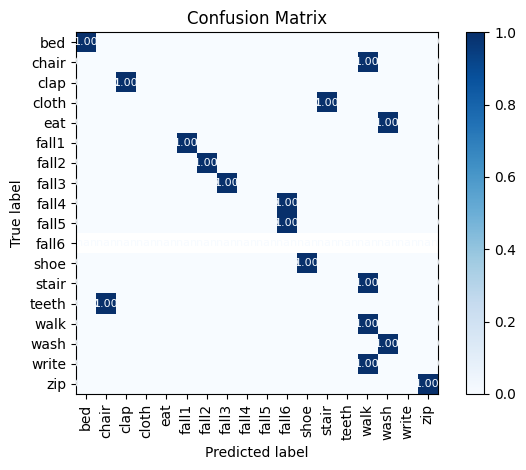 Confusion Matrix
True label
bed 1.00
chair 1.00
clap 1.00
cloth 1.00
eat 1.00
fall1 1.00
fall2 1.00
fall3 1.00
fall4 1.00
fall5 1.00
fall6
shoe 1.00
stair 1.00
teeth 1.00
walk 1.00
wash 1.00
write 1.00
zip 1.00
bed chair clap cloth eat fall1 fall2 fall3 fall4 fall5 fall6 shoe stair teeth walk wash write zip
Predicted label
1.0
0.8
0.6
0.4
0.2
0.0